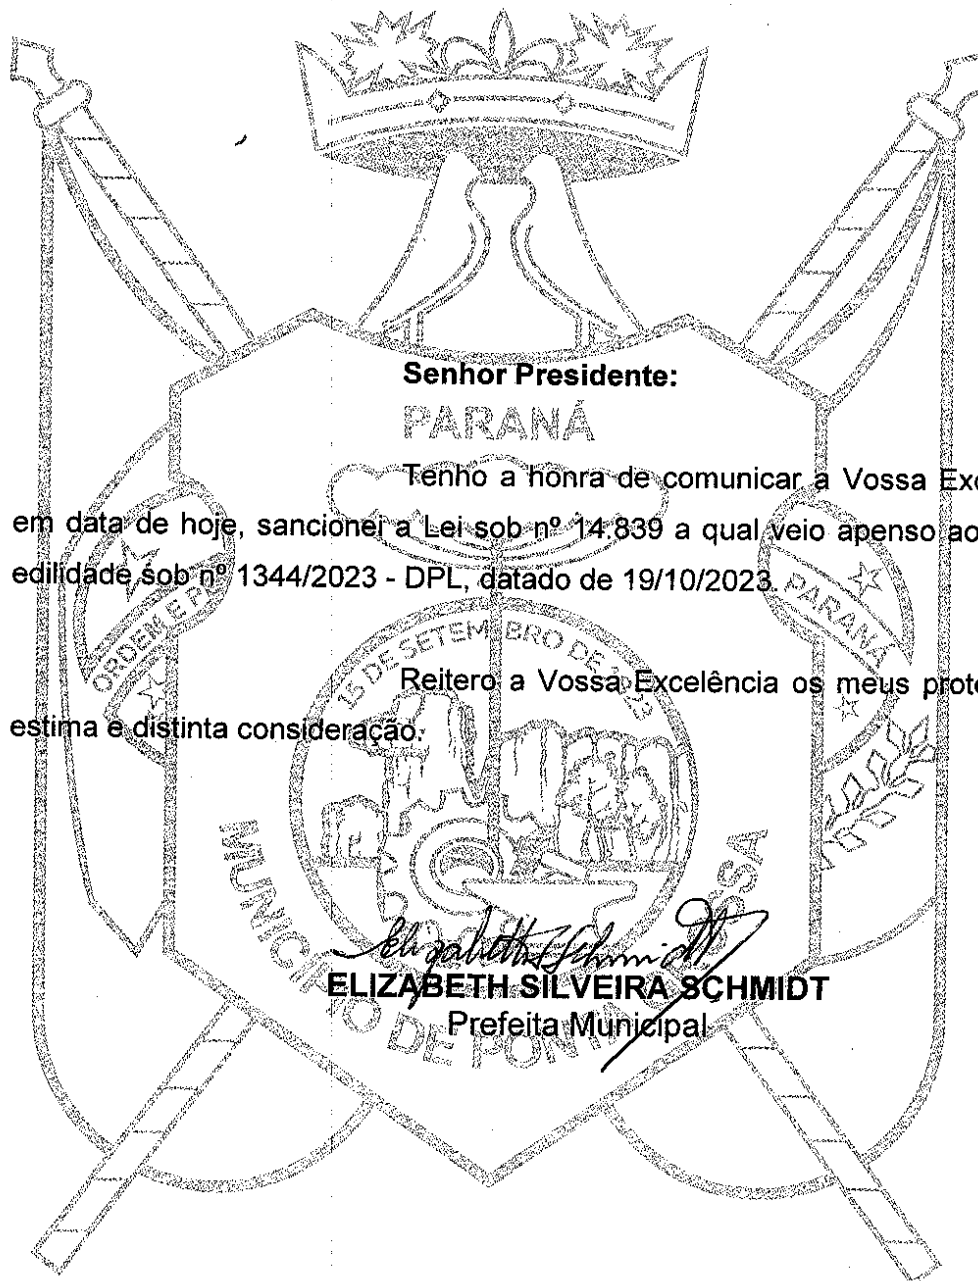 Senhor Presidente:
PARANÁ
Tenho a honra de comunicar a Vossa Exc
em data de hoje, sancionei a Lei sob nº 14.839 a qual veio apenso ao
edilidade sob nº 1344/2023 - DPL, datado de 19/10/2023.
ORDEM E P
PARANÁ
15 DE SETEMBRO DE
Reitero a Vossa Excelência os meus prote
estima e distinta consideração.
MUNICÍPIO DE PONTA
Elizabeth Schmidt
ELIZABETH SILVEIRA SCHMIDT
Prefeita Municipal